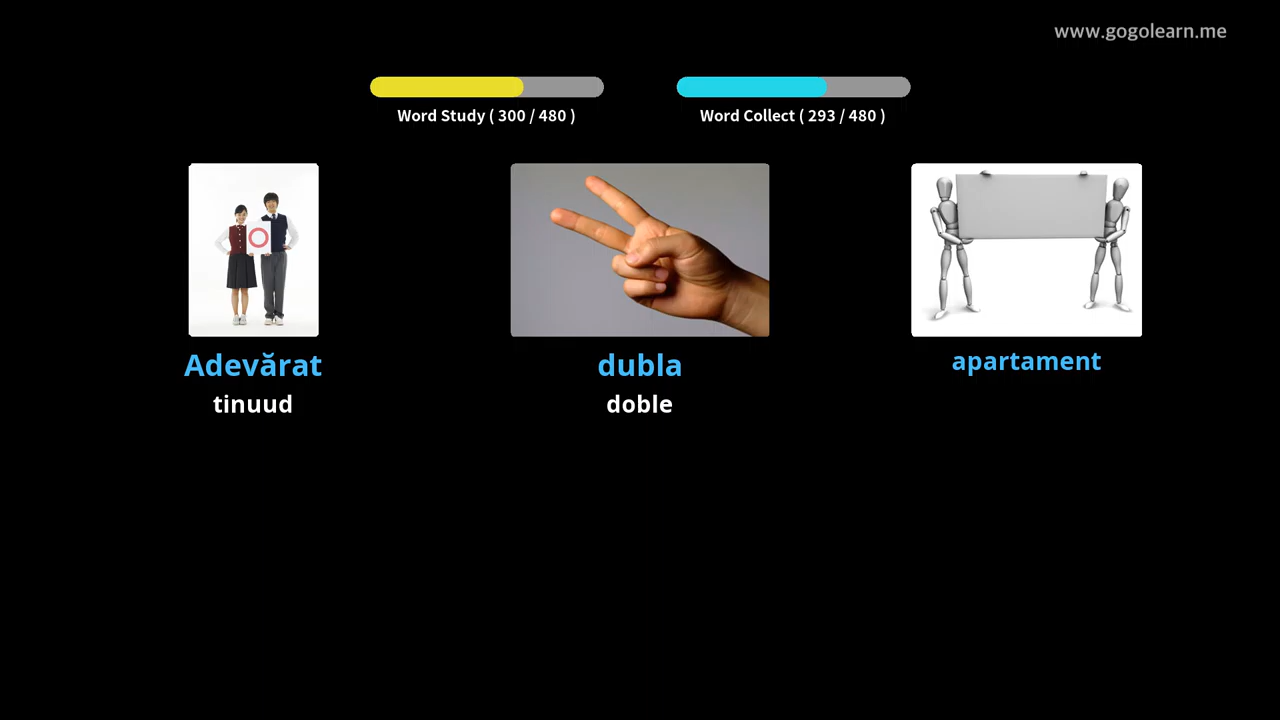 www.gogolearn.me
Word Study ( 300 / 480 )
Word Collect ( 293 / 480 )
Adevărat
tinuud
dubla
doble
apartament